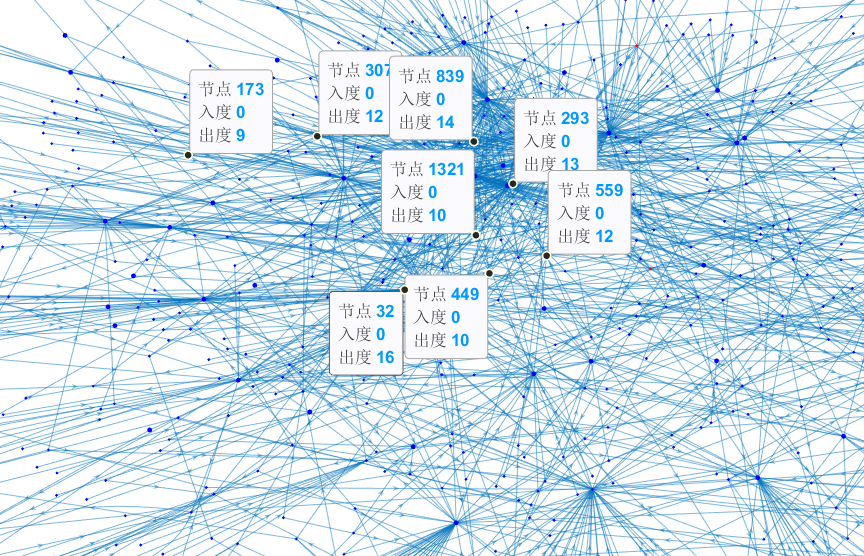 节点 173
入度 0
出度 9
节点 307
入度 0
出度 12
节点 839
入度 0
出度 14
节点 293
入度 0
出度 13
节点 1321
入度 0
出度 10
节点 559
入度 0
出度 12
节点 32
入度 0
出度 16
节点 449
入度 0
出度 10